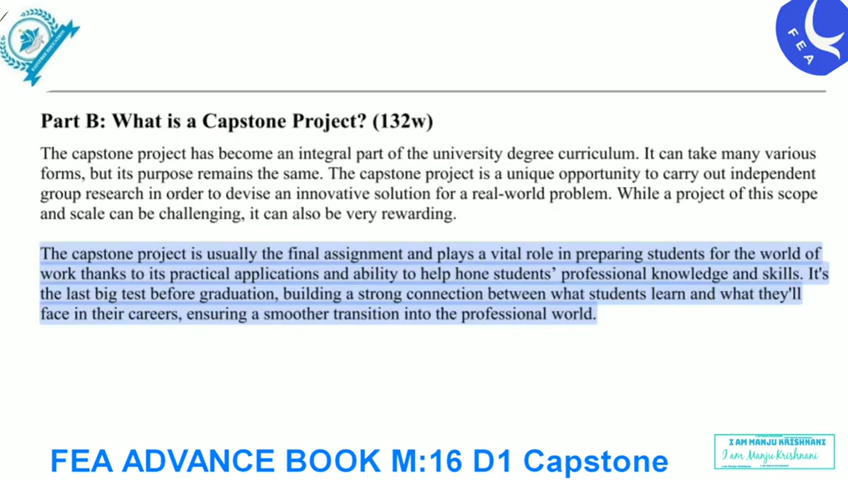 FEA
Part B: What is a Capstone Project? (132w)
The capstone project has become an integral part of the university degree curriculum. It can take many various
forms, but its purpose remains the same. The capstone project is a unique opportunity to carry out independent
group research in order to devise an innovative solution for a real-world problem. While a project of this scope
and scale can be challenging, it can also be very rewarding.
The capstone project is usually the final assignment and plays a vital role in preparing students for the world of
work thanks to its practical applications and ability to help hone students’ professional knowledge and skills. It's
the last big test before graduation, building a strong connection between what students learn and what they'll
face in their careers, ensuring a smoother transition into the professional world.
I AM MANJU KRISHNANI
I am Manju Krishnani
FEA ADVANCE BOOK M:16 D1 Capstone